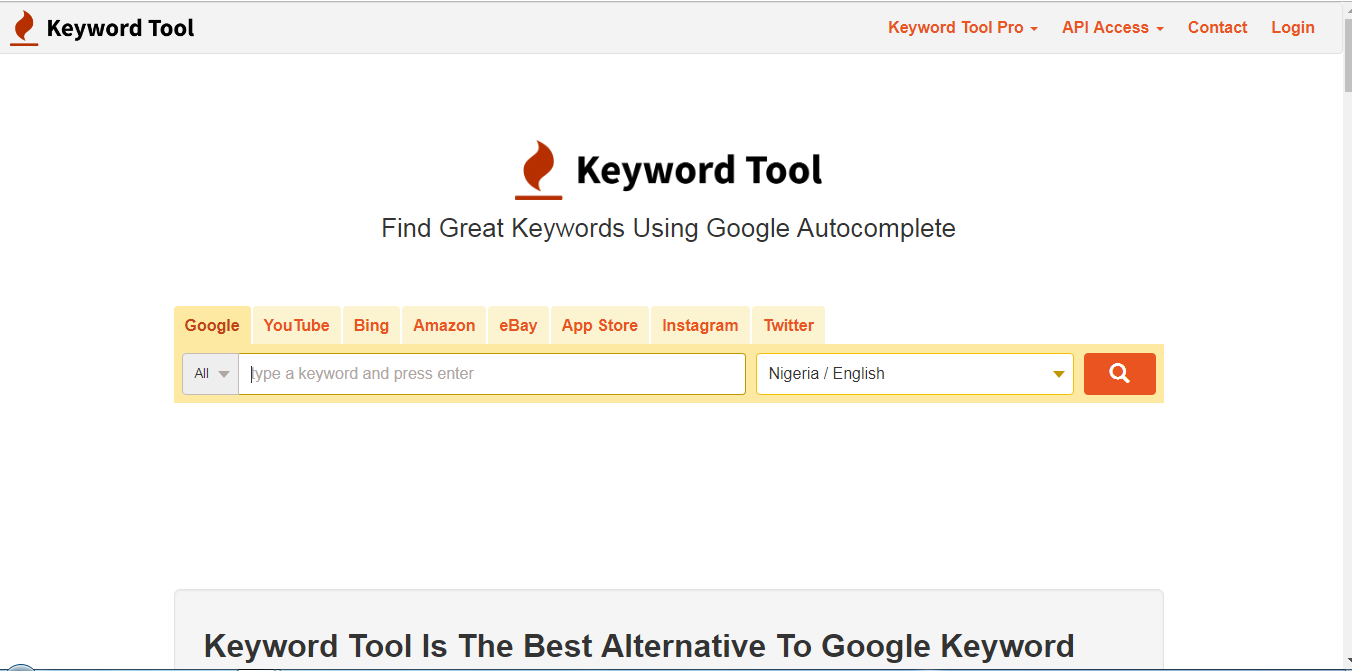 Keyword Tool
Keyword Tool Pro
API Access
Contact
Login
Keyword Tool
Find Great Keywords Using Google Autocomplete
Google
YouTube
Bing
Amazon
eBay
App Store
Instagram
Twitter
All
type a keyword and press enter
Nigeria / English
Keyword Tool Is The Best Alternative To Google Keyword